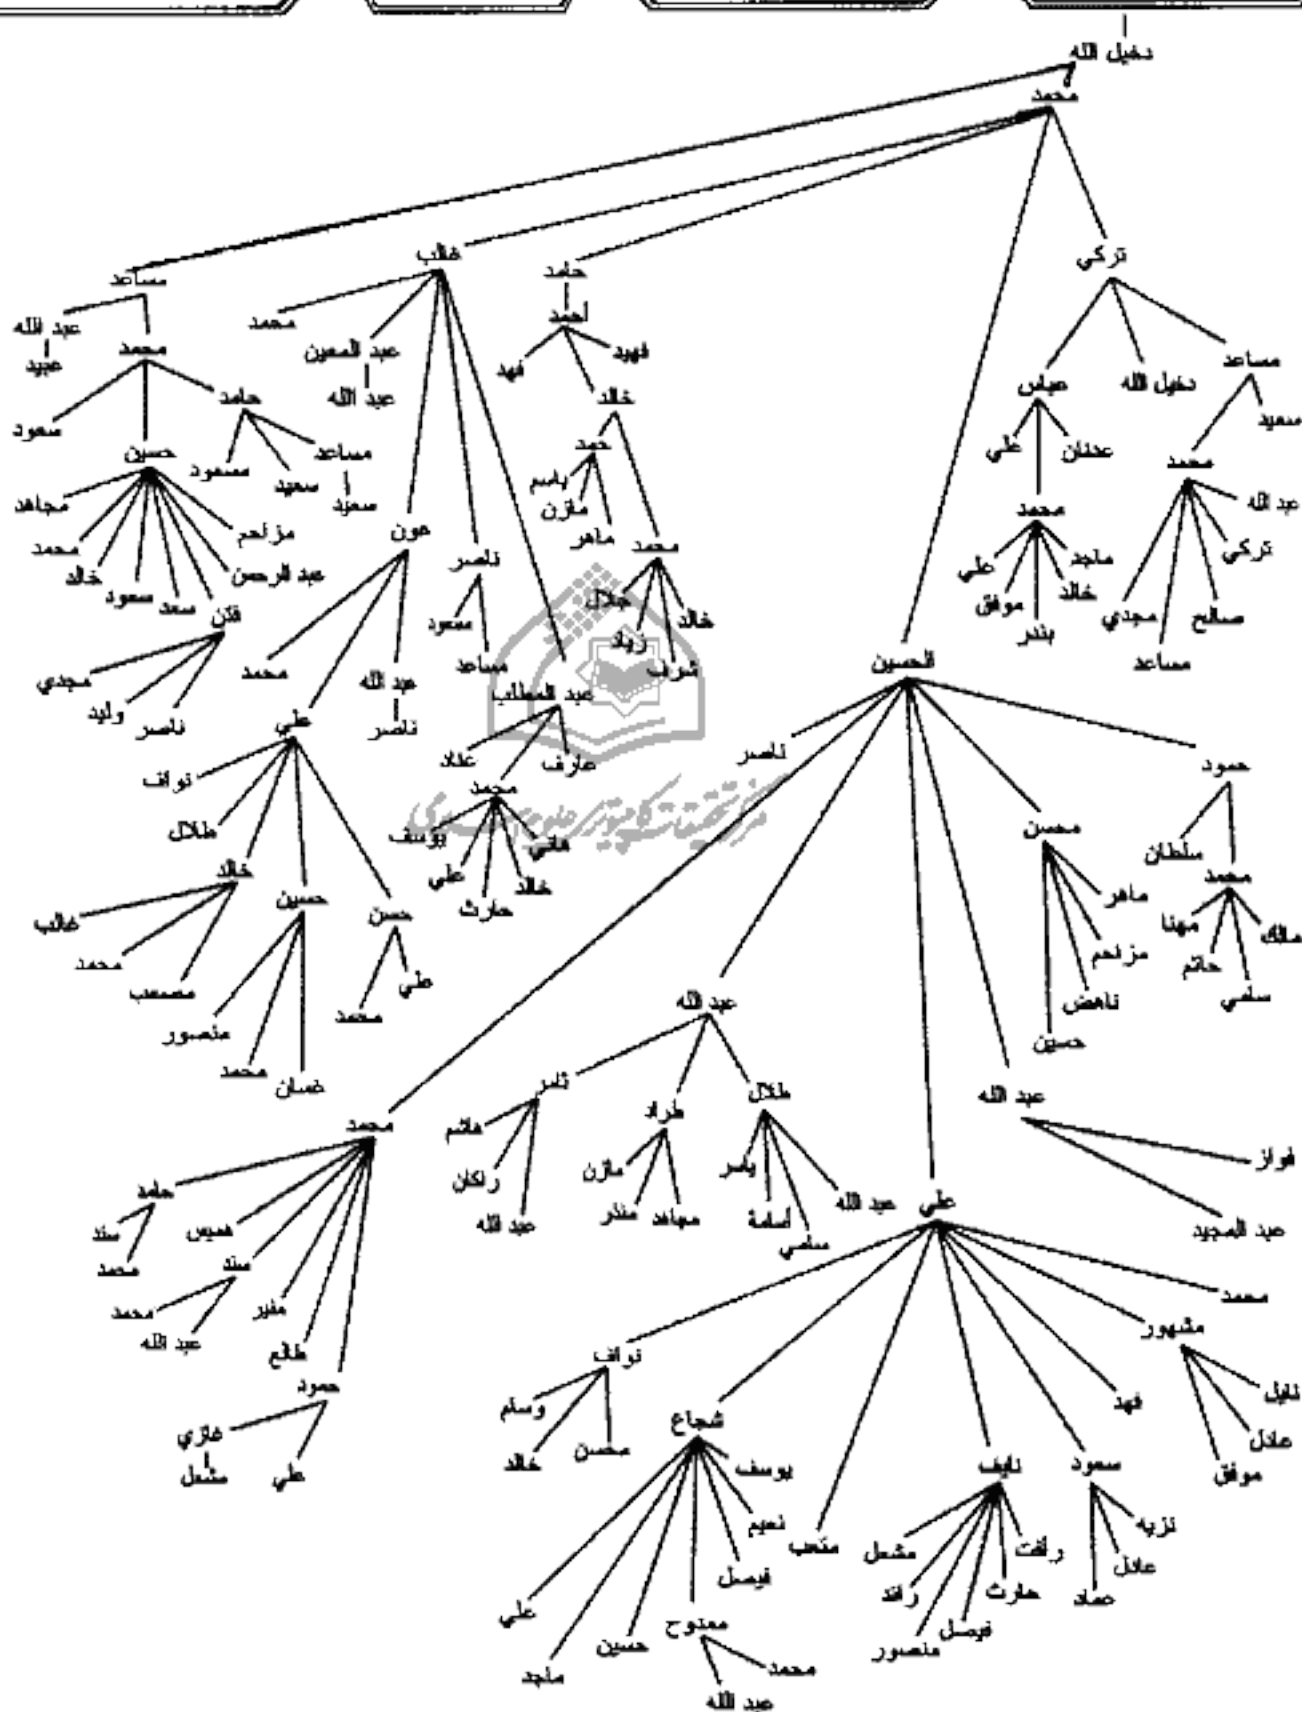 دخيل الله
محمد
غالب
تركي
حامد
مساعد
محمد
أحمد
عبد الله
عبد المعين
فهيد
مساعد
محمد
عبيد
فهد
عباس
دخيل الله
عبد الله
حامد
خالد
سعيد
سعود
علي
عدنان
حسين
مساعد
حمد
محمد
مسعود
سعيد
باسم
مجاهد
سعيد
مازن
محمد
عبد الله
مزاحم
عون
ماهر
محمد
محمد
ناصر
ماجد
تركي
خالد
عبد الرحمن
علي
سعود
سعد
جلال
موفق
خالد
مجدي
صالح
فتن
مسعود
زياد
خالد
بندر
محمد
مساعد
شرف
الحسين
مساعد
مجدي
عبد الله
عبد المطلب
وليد
ناصر
علي
ناصر
ناصر
نواف
عارف
حمود
محمد
طلال
يوسف
هاني
محسن
سلطان
خالد
علي
خالد
محمد
غالب
حسين
حسن
حارث
ماهر
مهنا
مالك
محمد
مزاحم
حاتم
مصعب
علي
سامي
محمد
عبد الله
ناهض
منصور
حسين
محمد
غسان
ثامر
طلال
عبد الله
محمد
طراد
هاشم
فواز
حامد
راكان
مازن
ياسر
سند
هميس
عبد الله
منذر
مجاهد
أسامة
عبد الله
علي
عبد المجيد
محمد
سند
سامي
محمد
مفير
محمد
عبد الله
طالع
نواف
مشهور
حمود
وسام
فهد
نايل
غازي
شجاع
مشعل
علي
خالد
محسن
يوسف
نايف
سعود
عادل
موفق
نعيم
متعب
مشعل
رأفت
نزيه
فيصل
رائد
حارث
عادل
علي
عماد
ممدوح
فيصل
حسين
منصور
ماجد
محمد
عبد الله